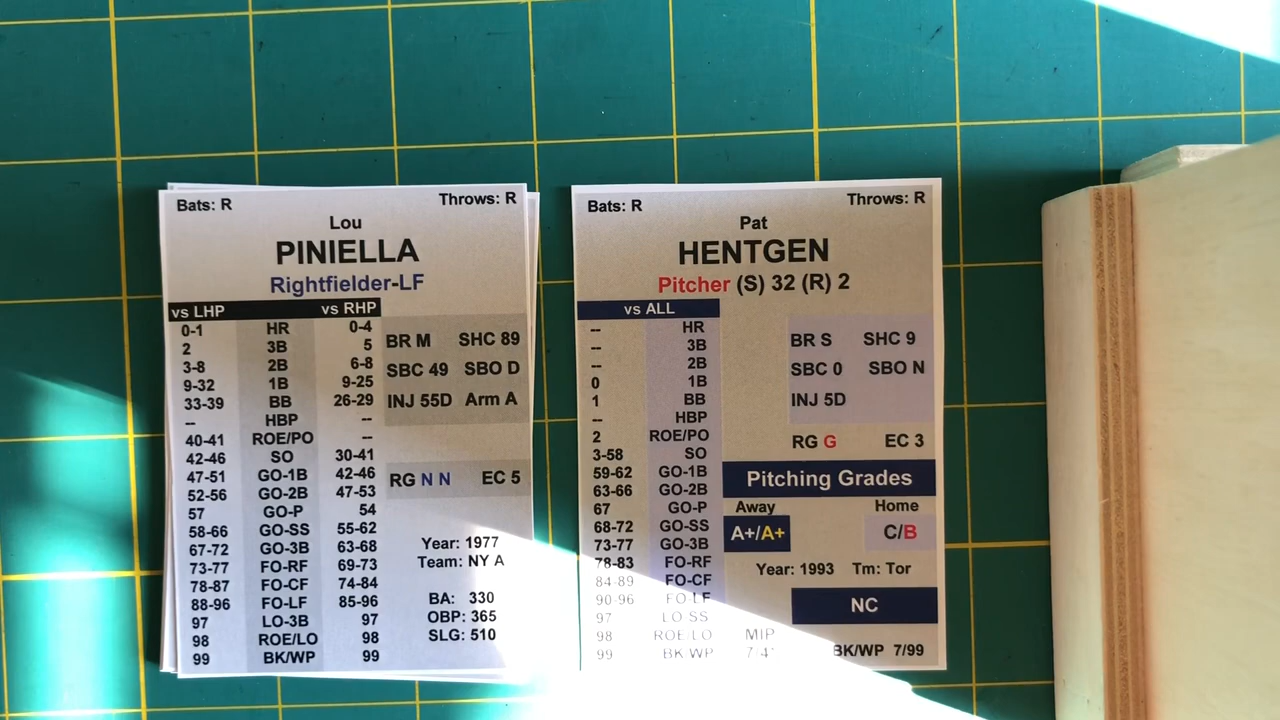 Bats: R Throws: R
Lou
PINIELLA
Rightfielder-LF
vs LHP vs RHP
0-1 HR 0-4
2 3B 5
3-8 2B 6-8
9-32 1B 9-25
33-39 BB 26-29
-- HBP --
40-41 ROE/PO --
42-46 SO 30-41
47-51 GO-1B 42-46
52-56 GO-2B 47-53
57 GO-P 54
58-66 GO-SS 55-62
67-72 GO-3B 63-68
73-77 FO-RF 69-73
78-87 FO-CF 74-84
88-96 FO-LF 85-96
97 LO-3B 97
98 ROE/LO 98
99 BK/WP 99
BR M SHC 89
SBC 49 SBO D
INJ 55D Arm A
RG N N EC 5
Year: 1977
Team: NY A
BA: 330
OBP: 365
SLG: 510
Bats: R Throws: R
Pat
HENTGEN
Pitcher (S) 32 (R) 2
vs ALL
-- HR
-- 3B
-- 2B
0 1B
1 BB
-- HBP
2 ROE/PO
3-58 SO
59-62 GO-1B
63-66 GO-2B
67 GO-P
68-72 GO-SS
73-77 GO-3B
78-83 FO-RF
84-89 FO-CF
90-96 FO-LF
97 LO-SS
98 ROE/LO
99 BK/WP
BR S SHC 9
SBC 0 SBO N
INJ 5D
RG G EC 3
Pitching Grades
Away Home
A+/A+ C/B
Year: 1993 Tm: Tor
NC
MIP
BK/WP 7/99